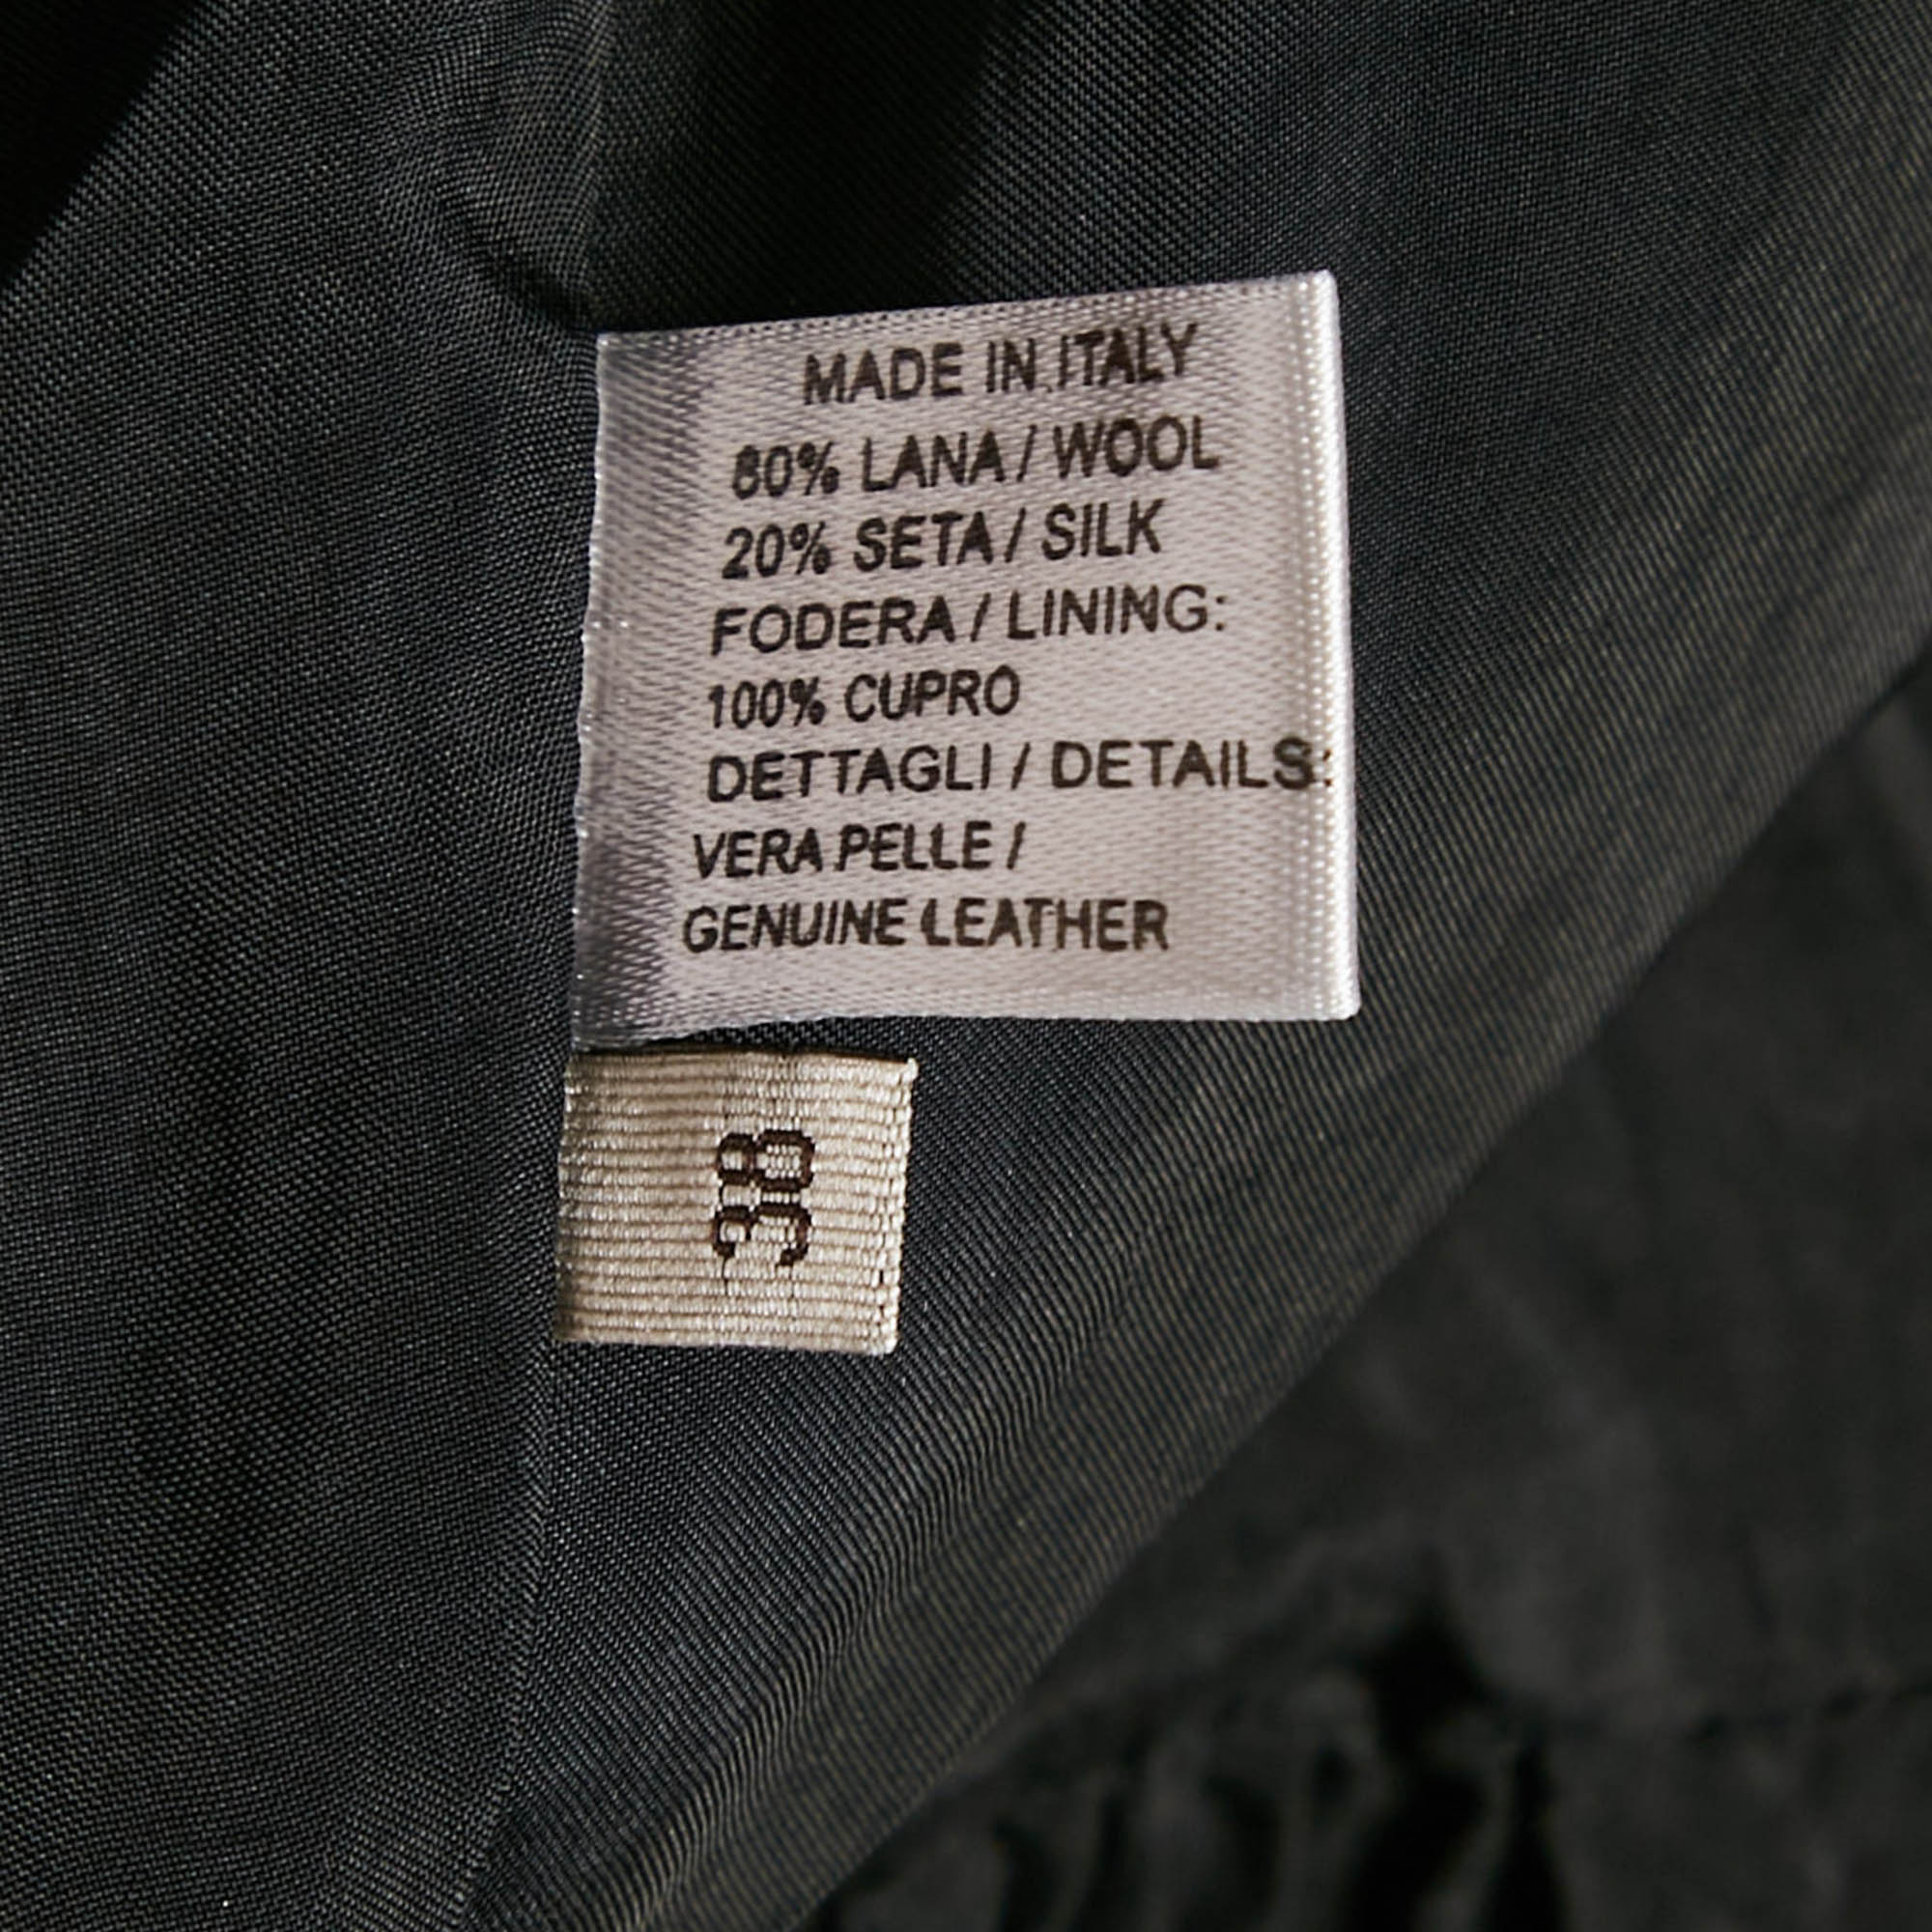 MADE IN ITALY
80% LANA / WOOL
20% SETA / SILK
FODERA / LINING:
100% CUPRO
DETTAGLI / DETAILS:
VERA PELLE /
GENUINE LEATHER
38